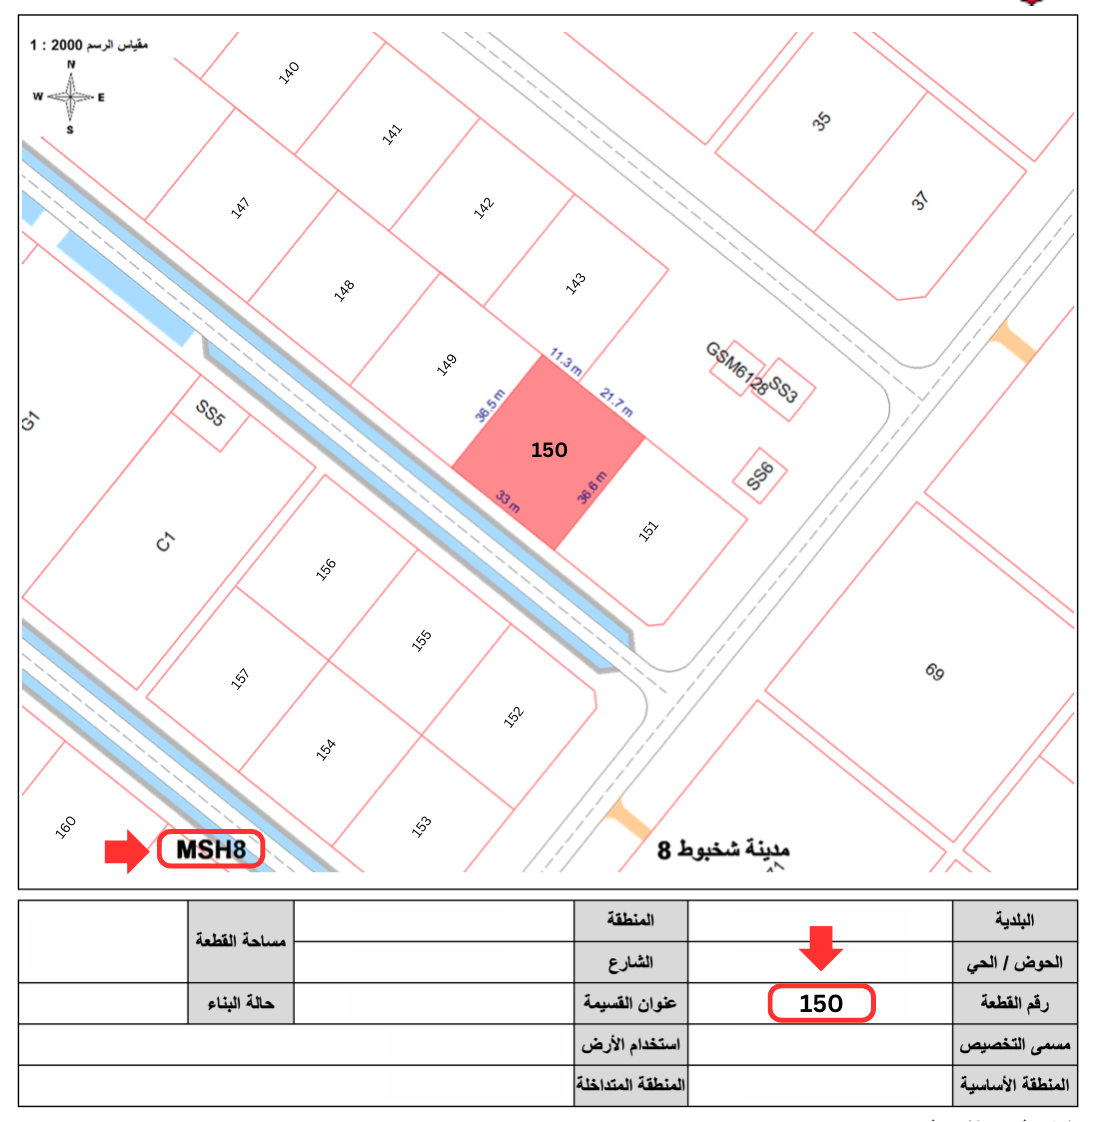 مقياس الرسم 2000 : 1
N
W E
S
140
141
35
37
147
142
148
143
149
GSM6128
SS3
11.3 m
21.7 m
36.5 m
SS5
G1
150
SS6
36.6 m
33 m
151
C1
156
155
69
157
152
154
153
160
MSH8
مدينة شخبوط 8
71
البلدية
المنطقة
مساحة القطعة
الحوض / الحي
الشارع
رقم القطعة
150
عنوان القسيمة
حالة البناء
مسمى التخصيص
استخدام الأرض
المنطقة الأساسية
المنطقة المتداخلة